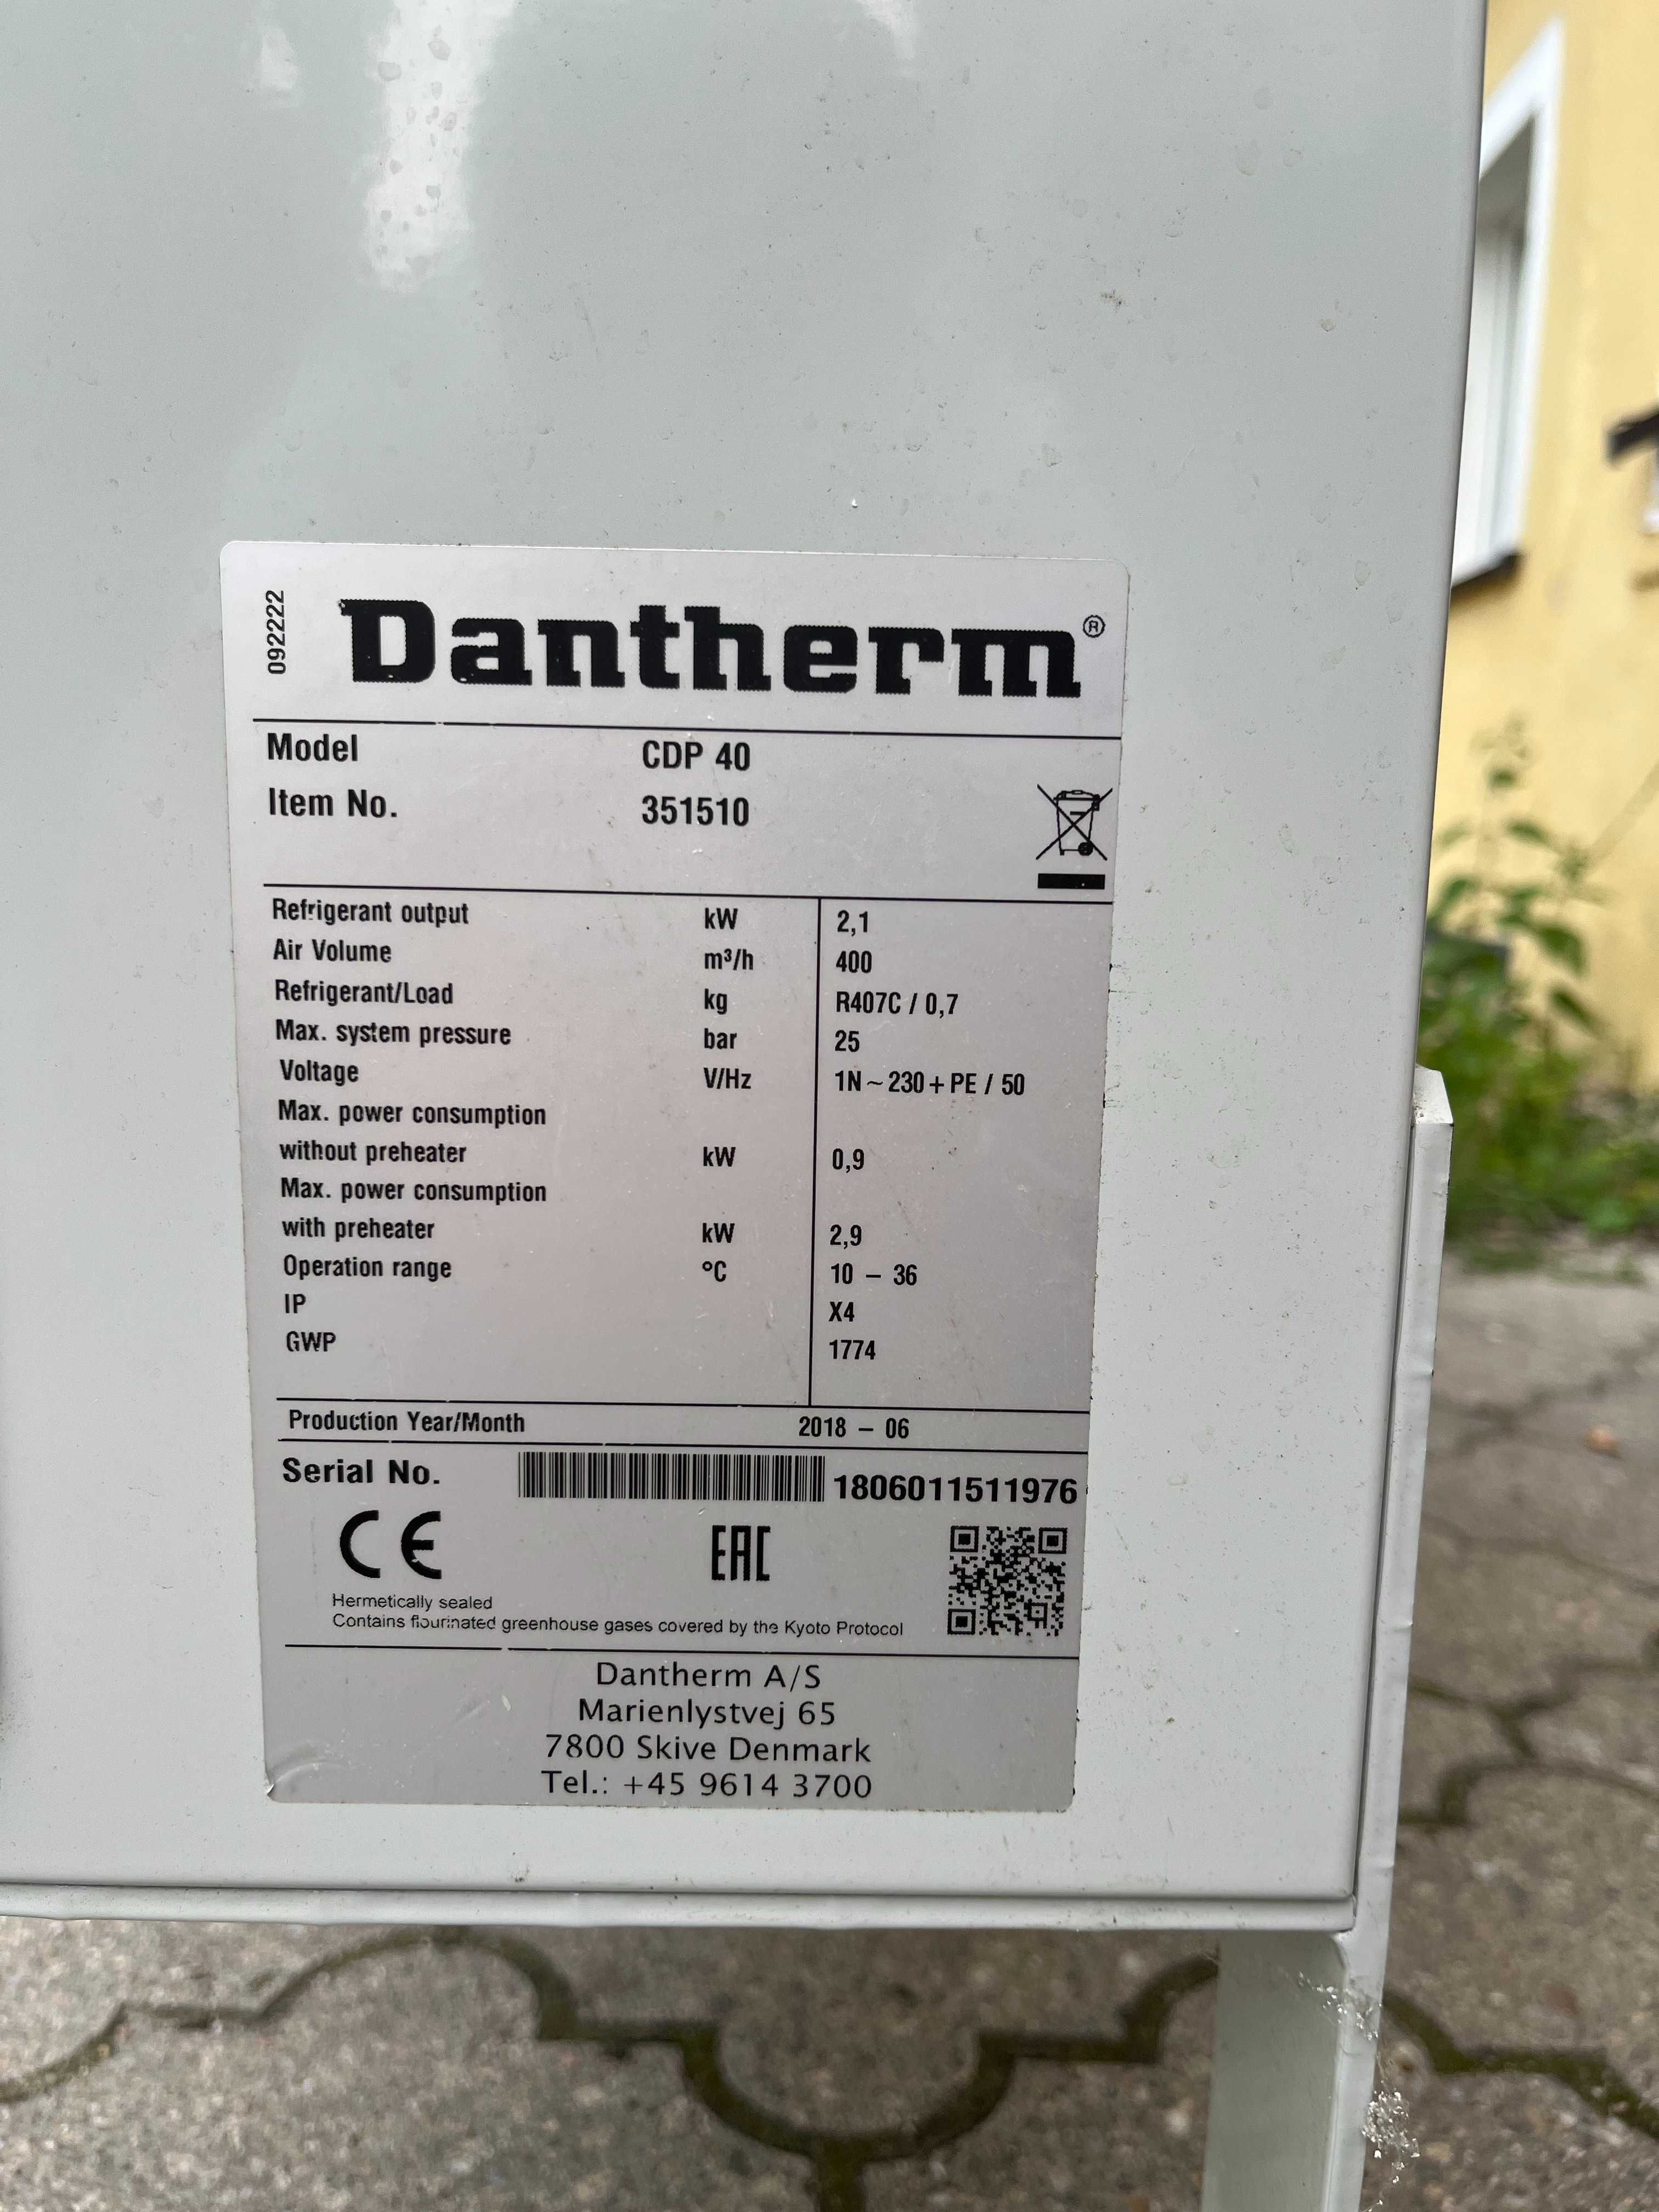 092222
Dantherm®
Model CDP 40
Item No. 351510
Refrigerant output kW 2,1
Air Volume m³/h 400
Refrigerant/Load kg R407C / 0,7
Max. system pressure bar 25
Voltage V/Hz 1N~230+PE / 50
Max. power consumption
without preheater kW 0,9
Max. power consumption
with preheater kW 2,9
Operation range °C 10 – 36
IP X4
GWP 1774
Production Year/Month 2018 – 06
Serial No. 1806011511976
CE EAC
Hermetically sealed
Contains flourinated greenhouse gases covered by the Kyoto Protocol
Dantherm A/S
Marienlystvej 65
7800 Skive Denmark
Tel.: +45 9614 3700